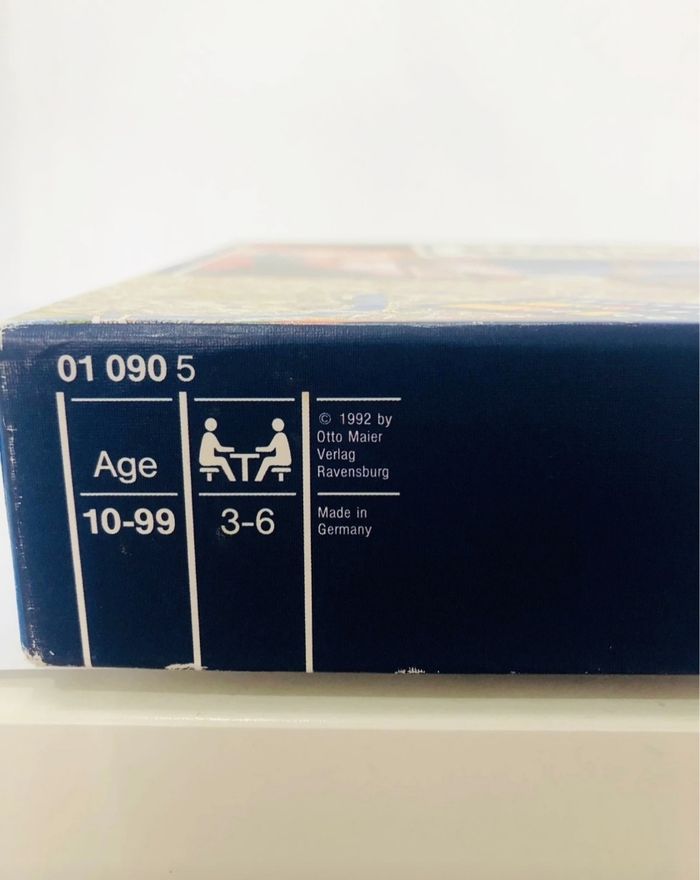 01 090 5
Age
10-99
3-6
© 1992 by
Otto Maier
Verlag
Ravensburg
Made in
Germany